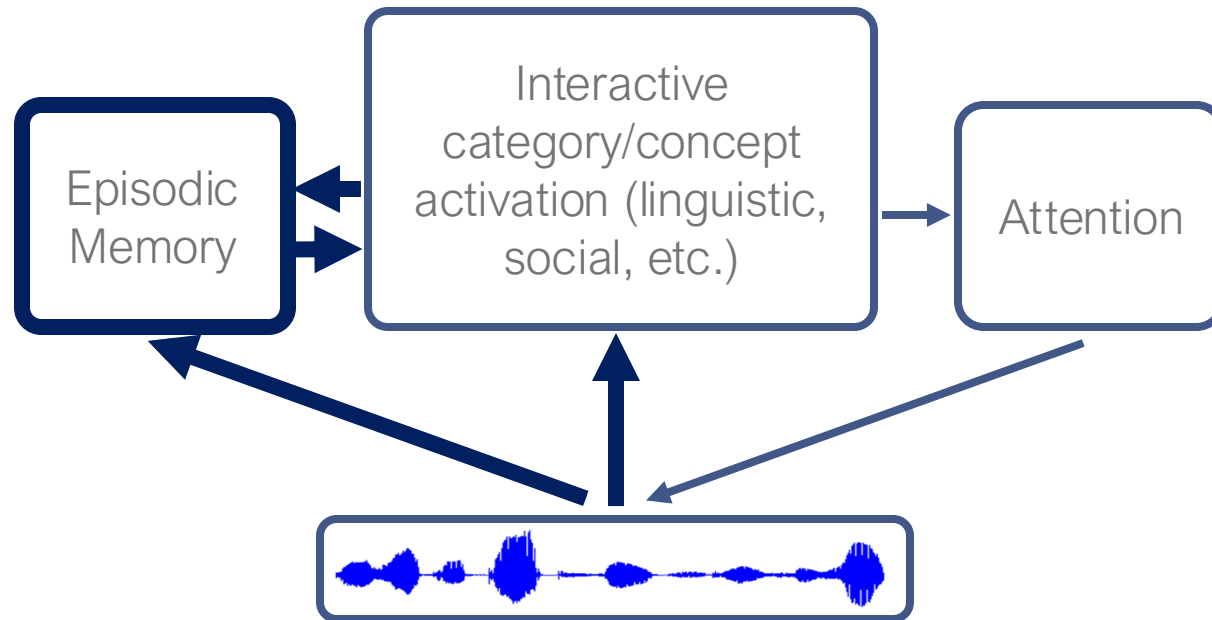 Episodic
Memory
Interactive
category/concept
activation (linguistic,
social, etc.)
Attention